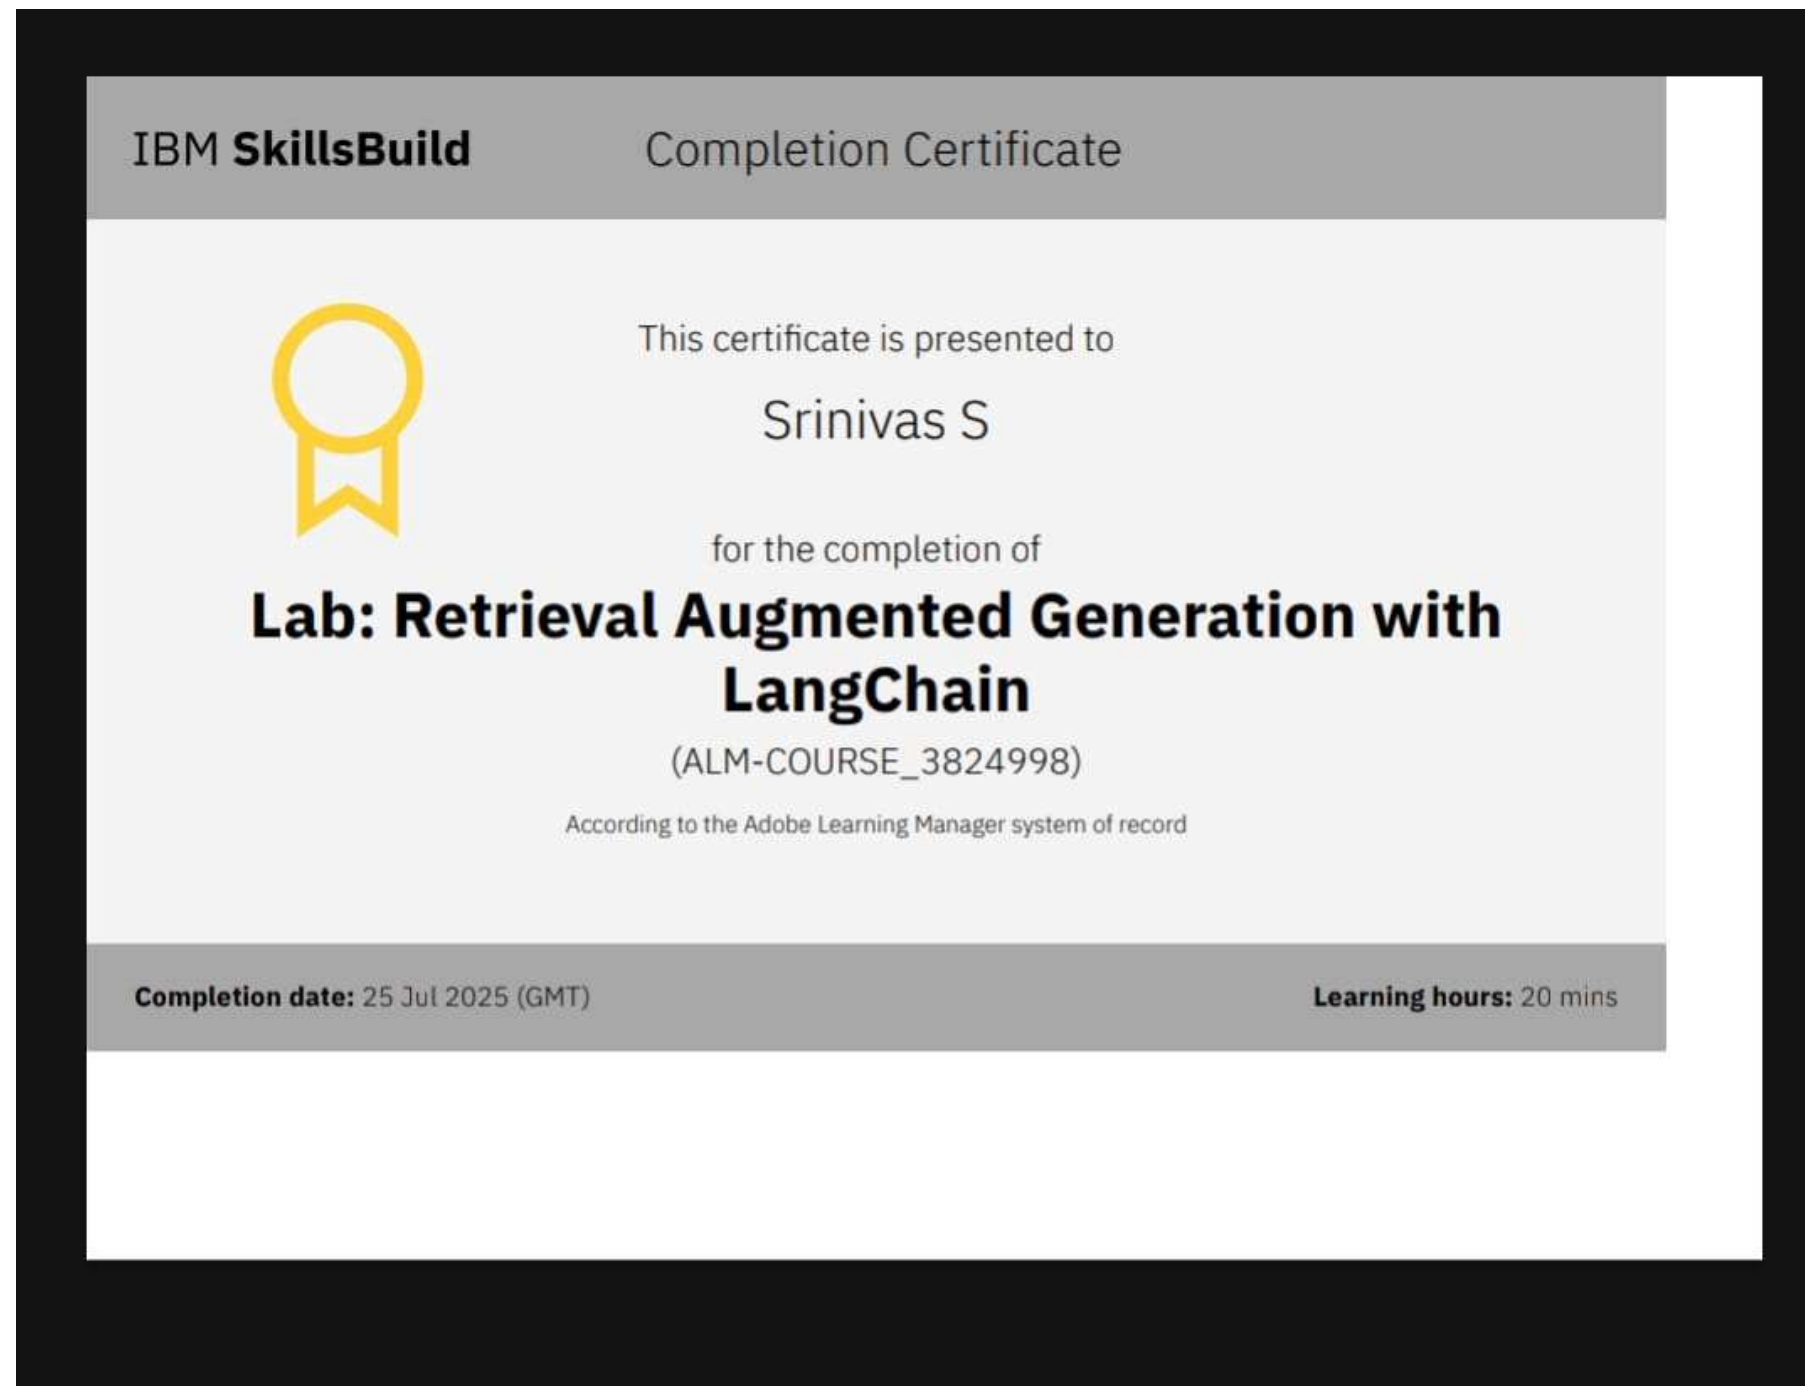 IBM SkillsBuild
Completion Certificate
This certificate is presented to
Srinivas S
for the completion of
Lab: Retrieval Augmented Generation with
LangChain
(ALM-COURSE_3824998)
According to the Adobe Learning Manager system of record
Completion date: 25 Jul 2025 (GMT)
Learning hours: 20 mins